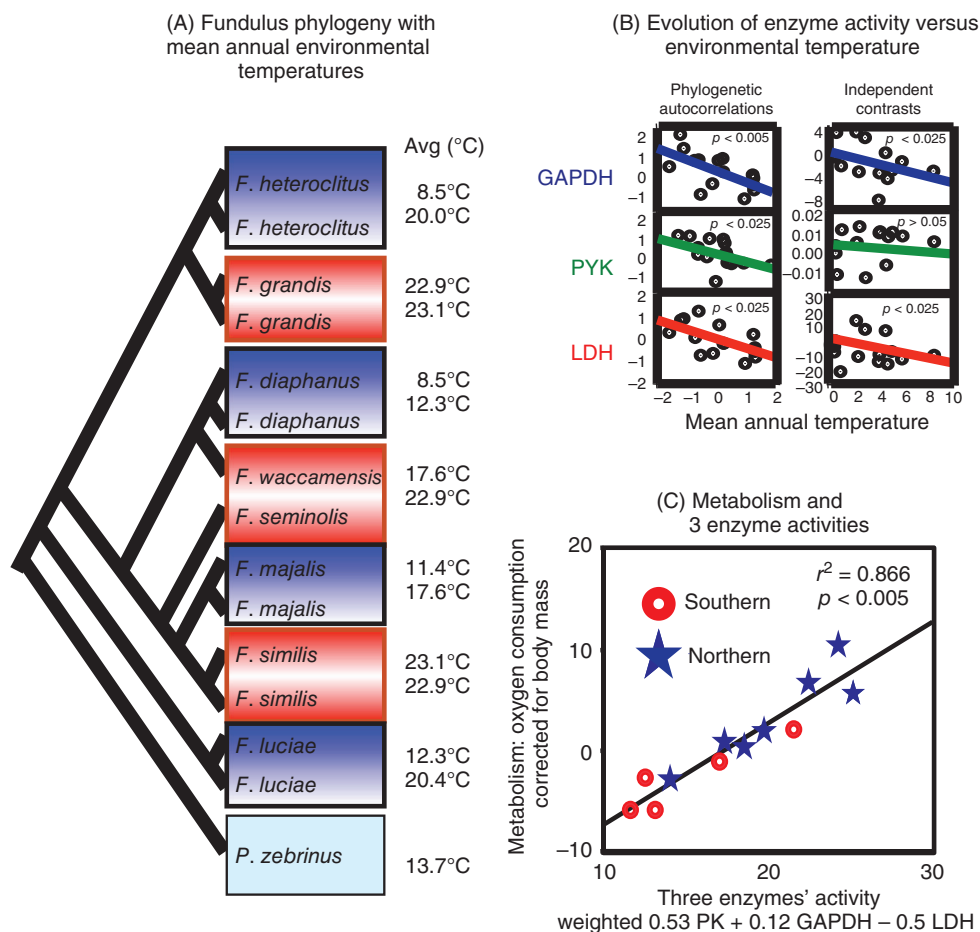 (A) Fundulus phylogeny with
mean annual environmental
temperatures
Avg (°C)
F. heteroclitus
8.5°C
F. heteroclitus
20.0°C
F. grandis
22.9°C
F. grandis
23.1°C
F. diaphanus
8.5°C
F. diaphanus
12.3°C
F. waccamensis
17.6°C
F. seminolis
22.9°C
F. majalis
11.4°C
F. majalis
17.6°C
F. similis
23.1°C
F. similis
22.9°C
F. luciae
12.3°C
F. luciae
20.4°C
P. zebrinus
13.7°C
(B) Evolution of enzyme activity versus
environmental temperature
Phylogenetic
autocorrelations
Independent
contrasts
GAPDH
2
1
0
−1
p < 0.005
4
0
−4
−8
p < 0.025
PYK
2
1
0
−1
p < 0.025
0.02
0.01
0.00
−0.01
p > 0.05
LDH
2
1
0
−1
−2
p < 0.025
30
20
10
−10
−20
−30
p < 0.025
−2 −1 0 1 2
0 2 4 6 8 10
Mean annual temperature
(C) Metabolism and
3 enzyme activities
Metabolism: oxygen consumption
corrected for body mass
20
10
0
−10
r² = 0.866
p < 0.005
Southern
Northern
10 20 30
Three enzymes' activity
weighted 0.53 PK + 0.12 GAPDH − 0.5 LDH